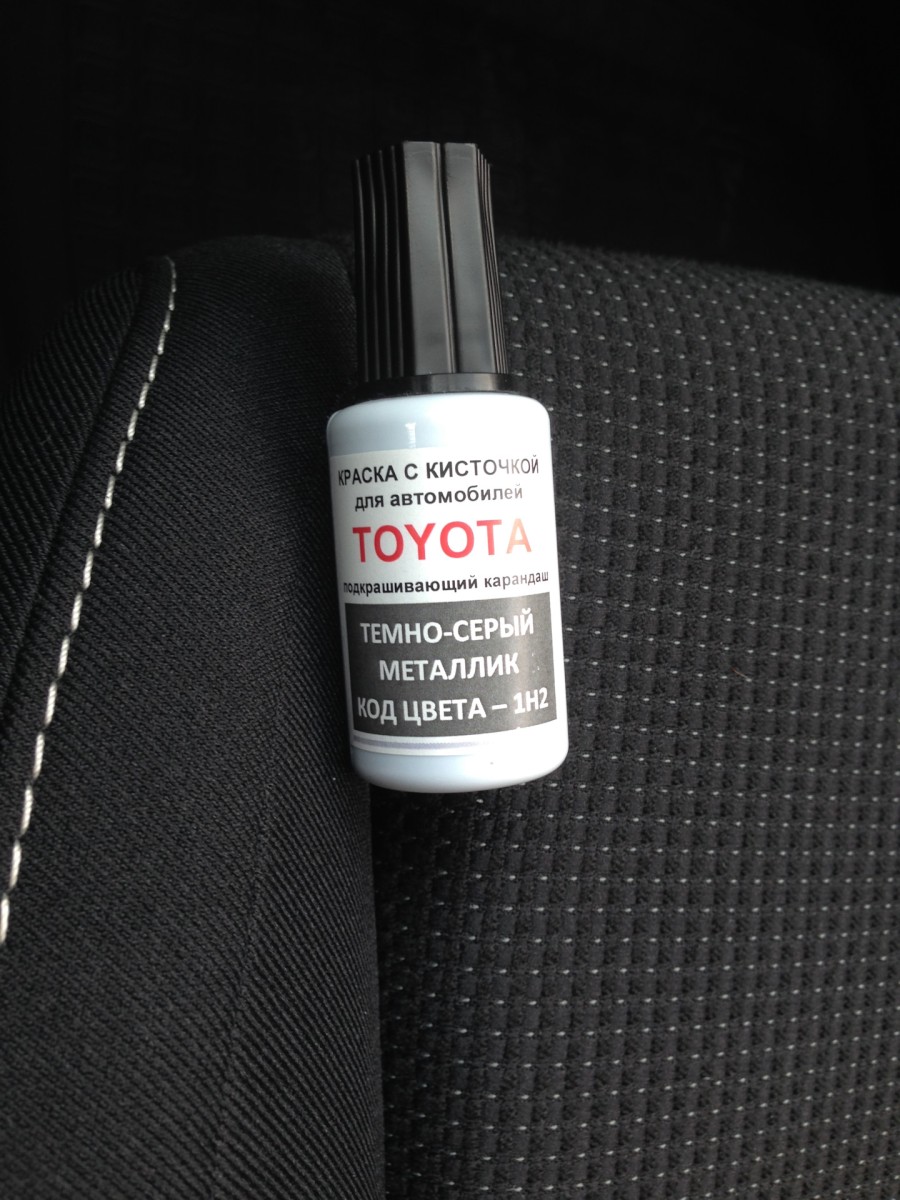 КРАСКА С КИСТОЧКОЙ
для автомобилей
TOYOTA
подкрашивающий карандаш
ТЕМНО-СЕРЫЙ
МЕТАЛЛИК
КОД ЦВЕТА – 1H2